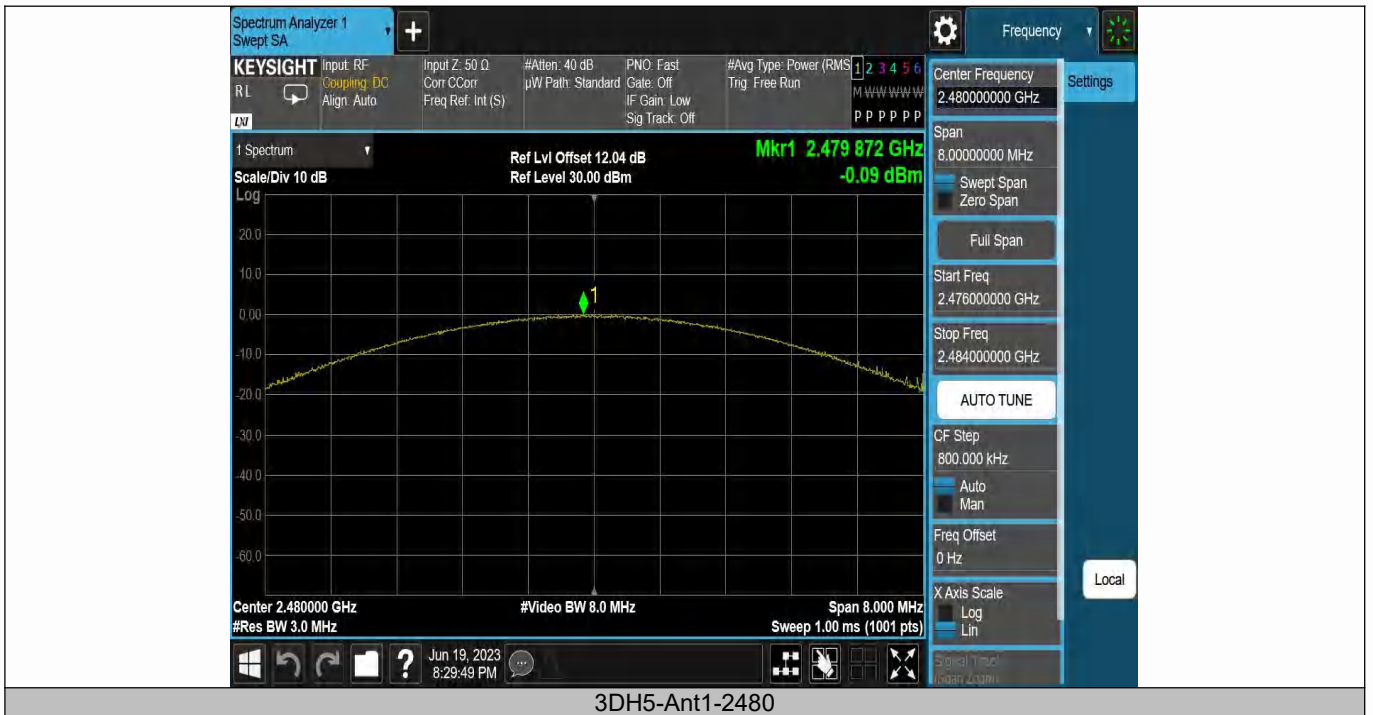 Spectrum Analyzer 1
Swept SA
+
Frequency
KEYSIGHT
RL
LXI
Input: RF
Coupling: DC
Align: Auto
Input Z: 50 Ω
Corr CCorr
Freq Ref: Int (S)
#Atten: 40 dB
µW Path: Standard
PNO: Fast
Gate: Off
IF Gain: Low
Sig Track: Off
#Avg Type: Power (RMS
Trig: Free Run
1 2 3 4 5 6
M W W W W W
P P P P P P
1 Spectrum
Scale/Div 10 dB
Ref Lvl Offset 12.04 dB
Ref Level 30.00 dBm
Mkr1 2.479 872 GHz
-0.09 dBm
Log
20.0
10.0
0.00
-10.0
-20.0
-30.0
-40.0
-50.0
-60.0
1
Center 2.480000 GHz
#Res BW 3.0 MHz
#Video BW 8.0 MHz
Span 8.000 MHz
Sweep 1.00 ms (1001 pts)
Center Frequency
2.480000000 GHz
Settings
Span
8.00000000 MHz
Swept Span
Zero Span
Full Span
Start Freq
2.476000000 GHz
Stop Freq
2.484000000 GHz
AUTO TUNE
CF Step
800.000 kHz
Auto
Man
Freq Offset
0 Hz
X Axis Scale
Log
Lin
Signal Track
(Span Zoom)
Local
?
Jun 19, 2023
8:29:49 PM
3DH5-Ant1-2480